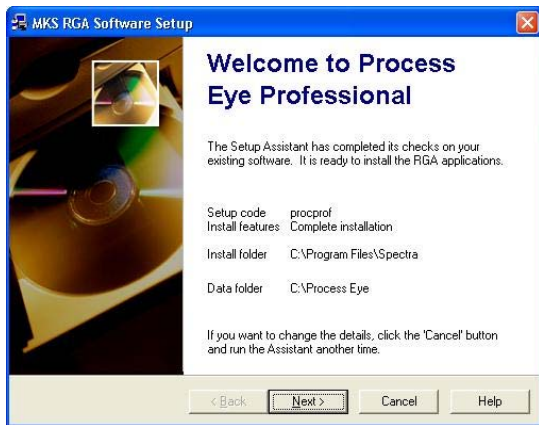 MKS RGA Software Setup
Welcome to Process
Eye Professional
The Setup Assistant has completed its checks on your
existing software. It is ready to install the RGA applications.
Setup code procprof
Install features Complete installation
Install folder C:\Program Files\Spectra
Data folder C:\Process Eye
If you want to change the details, click the 'Cancel' button
and run the Assistant another time.
< Back Next > Cancel Help